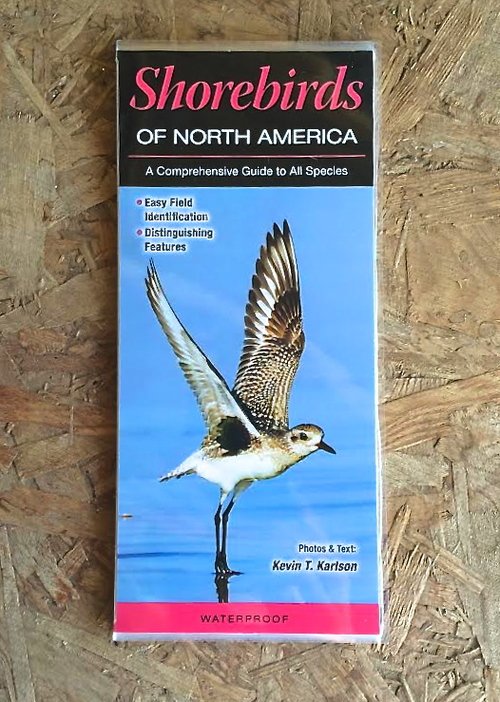 Shorebirds
OF NORTH AMERICA
A Comprehensive Guide to All Species
• Easy Field
Identification
• Distinguishing
Features
Photos & Text:
Kevin T. Karlson
WATERPROOF